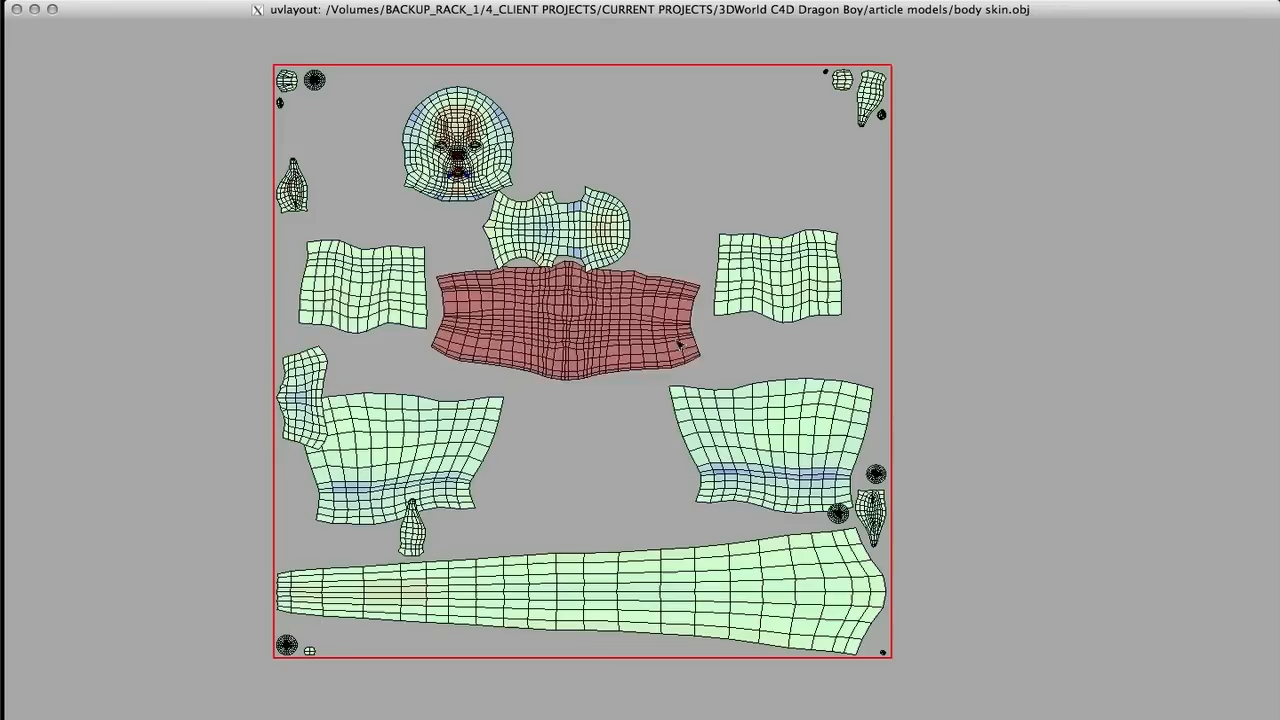 uvlayout: /Volumes/BACKUP_RACK_1/4_CLIENT PROJECTS/CURRENT PROJECTS/3DWorld C4D Dragon Boy/article models/body skin.obj